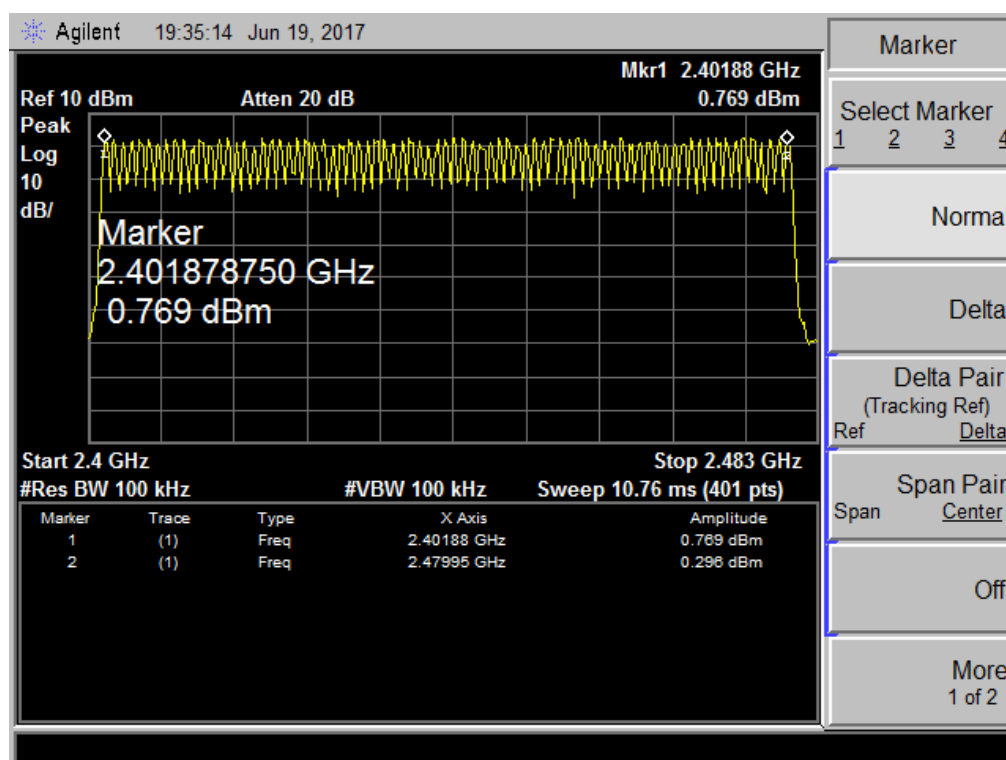 Agilent 19:35:14 Jun 19, 2017
Marker
Mkr1 2.40188 GHz
Ref 10 dBm Atten 20 dB 0.769 dBm
Peak
Log
10
dB/
Marker
2.401878750 GHz
0.769 dBm
Start 2.4 GHz Stop 2.483 GHz
#Res BW 100 kHz #VBW 100 kHz Sweep 10.76 ms (401 pts)
Marker Trace Type X Axis Amplitude
1 (1) Freq 2.40188 GHz 0.769 dBm
2 (1) Freq 2.47995 GHz 0.296 dBm
Select Marker
1 2 3 4
Norma
Delta
Delta Pair
(Tracking Ref)
Ref Delta
Span Pair
Span Center
Off
More
1 of 2